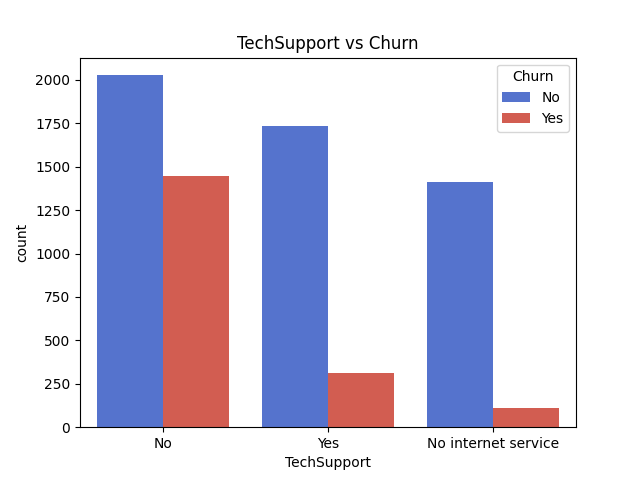 TechSupport vs Churn
Churn
No
Yes
2000
1750
1500
1250
1000
750
500
250
0
count
No
Yes
No internet service
TechSupport